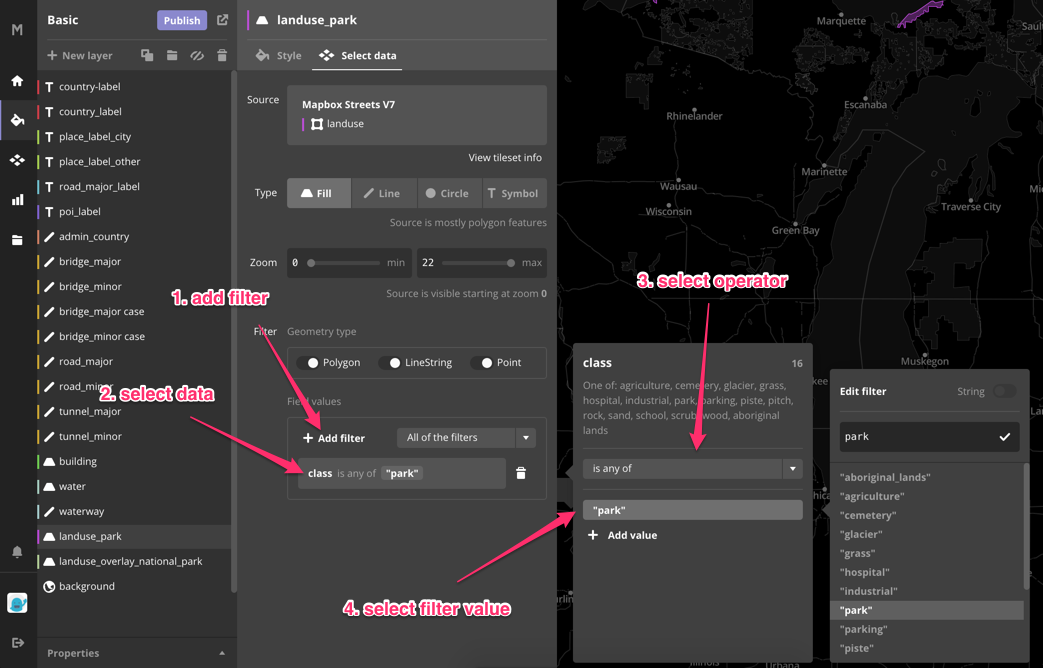 M
Basic
Publish
New layer
country-label
country_label
place_label_city
place_label_other
road_major_label
poi_label
admin_country
bridge_major
bridge_minor
bridge_major case
bridge_minor case
road_major
road_minor
tunnel_major
tunnel_minor
building
water
waterway
landuse_park
landuse_overlay_national_park
background
Properties
landuse_park
Style
Select data
Source
Mapbox Streets V7
landuse
View tileset info
Type
Fill
Line
Circle
Symbol
Source is mostly polygon features
Zoom
0 min
22 max
Source is visible starting at zoom 0
1. add filter
Filter
Geometry type
Polygon
LineString
Point
2. select data
Field values
Add filter
All of the filters
class is any of "park"
3. select operator
class 16
One of: agriculture, cemetery, glacier, grass,
hospital, industrial, park, parking, piste, pitch,
rock, sand, school, scrub, wood, aboriginal
lands
is any of
"park"
Add value
4. select filter value
Edit filter
String
park
"aboriginal_lands"
"agriculture"
"cemetery"
"glacier"
"grass"
"hospital"
"industrial"
"park"
"parking"
"piste"
Marquette
Escanaba
Rhinelander
Marinette
Wausau
Wisconsin
Traverse City
Green Bay
Muskegon
Illinois
Urbana